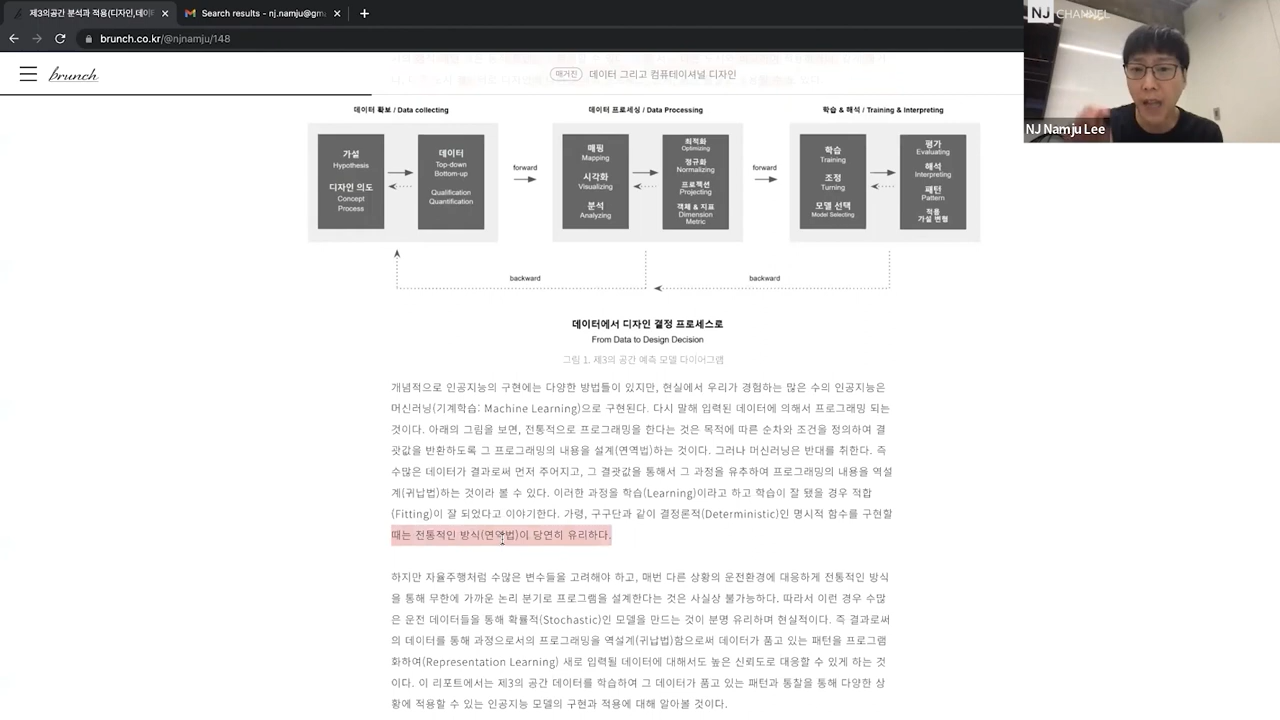 제3의공간 분석과 적용(디자인,데이터
Search results - nj.namju@gm
NJ CHANNEL
brunch.co.kr/@njnamju/148
brunch
매거진 데이터 그리고 컴퓨테이셔널 디자인
NJ Namju Lee
데이터 확보 / Data collecting
데이터 프로세싱 / Data Processing
학습 & 해석 / Training & Interpreting
가설
Hypothesis
디자인 의도
Concept
Process
데이터
Top-down
Bottom-up
Qualification
Quantification
forward
매핑
Mapping
시각화
Visualizing
분석
Analyzing
최적화
Optimizing
정규화
Normalizing
프로젝션
Projecting
객체 & 지표
Dimension
Metric
forward
학습
Training
조정
Turning
모델 선택
Model Selecting
평가
Evaluating
해석
Interpreting
패턴
Pattern
적용
가설 변형
backward
backward
데이터에서 디자인 결정 프로세스로
From Data to Design Decision
그림 1. 제3의 공간 예측 모델 다이어그램
개념적으로 인공지능의 구현에는 다양한 방법들이 있지만, 현실에서 우리가 경험하는 많은 수의 인공지능은
머신러닝(기계학습: Machine Learning)으로 구현된다. 다시 말해 입력된 데이터에 의해서 프로그래밍 되는
것이다. 아래의 그림을 보면, 전통적으로 프로그래밍을 한다는 것은 목적에 따른 순차와 조건을 정의하여 결
괏값을 반환하도록 그 프로그래밍의 내용을 설계(연역법)하는 것이다. 그러나 머신러닝은 반대를 취한다. 즉
수많은 데이터가 결과로써 먼저 주어지고, 그 결괏값을 통해서 그 과정을 유추하여 프로그래밍의 내용을 역설
계(귀납법)하는 것이라 볼 수 있다. 이러한 과정을 학습(Learning)이라고 하고 학습이 잘 됐을 경우 적합
(Fitting)이 잘 되었다고 이야기한다. 가령, 구구단과 같이 결정론적(Deterministic)인 명시적 함수를 구현할
때는 전통적인 방식(연역법)이 당연히 유리하다.
하지만 자율주행처럼 수많은 변수들을 고려해야 하고, 매번 다른 상황의 운전환경에 대응하게 전통적인 방식
을 통해 무한에 가까운 논리 분기로 프로그램을 설계한다는 것은 사실상 불가능하다. 따라서 이런 경우 수많
은 운전 데이터들을 통해 확률적(Stochastic)인 모델을 만드는 것이 분명 유리하며 현실적이다. 즉 결과로써
의 데이터를 통해 과정으로서의 프로그래밍을 역설계(귀납법)함으로써 데이터가 품고 있는 패턴을 프로그램
화하여(Representation Learning) 새로 입력될 데이터에 대해서도 높은 신뢰도로 대응할 수 있게 하는 것
이다. 이 리포트에서는 제3의 공간 데이터를 학습하여 그 데이터가 품고 있는 패턴과 통찰을 통해 다양한 상
황에 적용할 수 있는 인공지능 모델의 구현과 적용에 대해 알아볼 것이다.